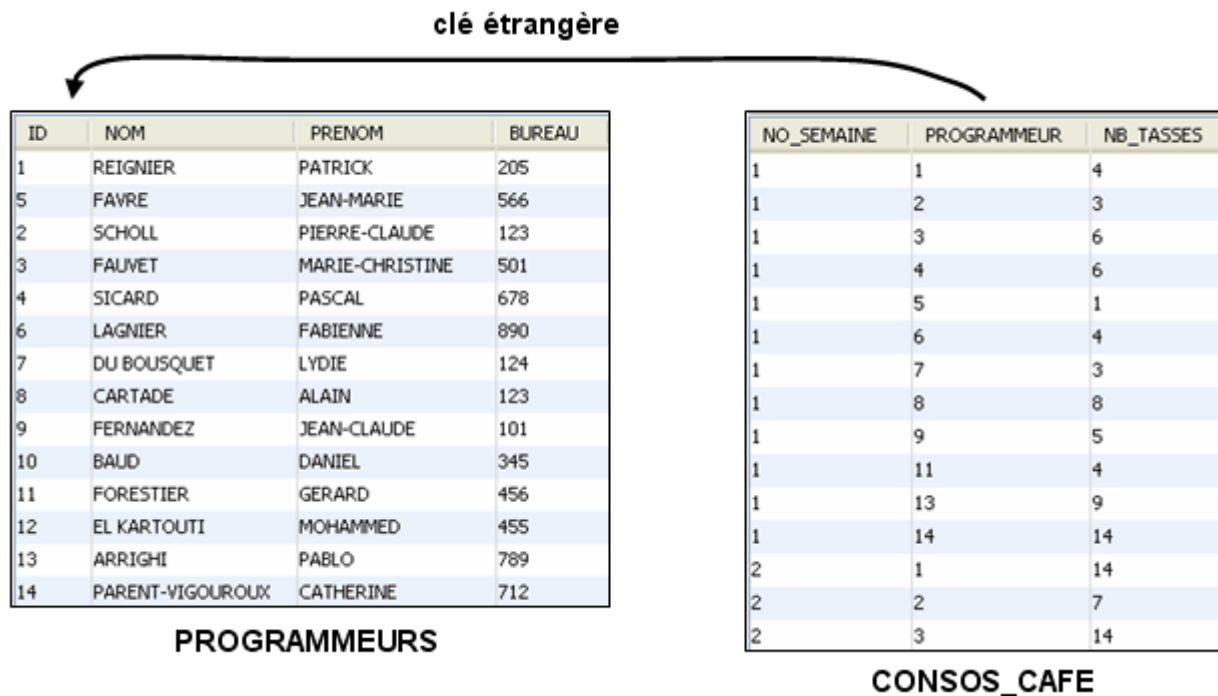 clé étrangère
ID NOM PRENOM BUREAU
1 REIGNIER PATRICK 205
5 FAVRE JEAN-MARIE 566
2 SCHOLL PIERRE-CLAUDE 123
3 FAUVET MARIE-CHRISTINE 501
4 SICARD PASCAL 678
6 LAGNIER FABIENNE 890
7 DU BOUSQUET LYDIE 124
8 CARTADE ALAIN 123
9 FERNANDEZ JEAN-CLAUDE 101
10 BAUD DANIEL 345
11 FORESTIER GERARD 456
12 EL KARTOUTI MOHAMMED 455
13 ARRIGHI PABLO 789
14 PARENT-VIGOUROUX CATHERINE 712
PROGRAMMEURS
NO_SEMAINE PROGRAMMEUR NB_TASSES
1 1 4
1 2 3
1 3 6
1 4 6
1 5 1
1 6 4
1 7 3
1 8 8
1 9 5
1 11 4
1 13 9
1 14 14
2 1 14
2 2 7
2 3 14
CONSOS_CAFE